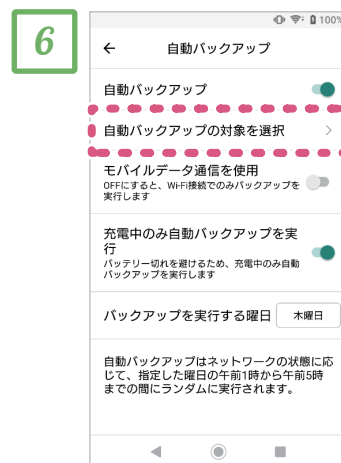 6
100%
自動バックアップ
自動バックアップ
自動バックアップの対象を選択
モバイルデータ通信を使用
OFFにすると、Wi-Fi接続でのみバックアップを
実行します
充電中のみ自動バックアップを実
行
バッテリー切れを避けるため、充電中のみ自動
バックアップを実行します
バックアップを実行する曜日 木曜日
自動バックアップはネットワークの状態に応
じて、指定した曜日の午前1時から午前5時
までの間にランダムに実行されます。